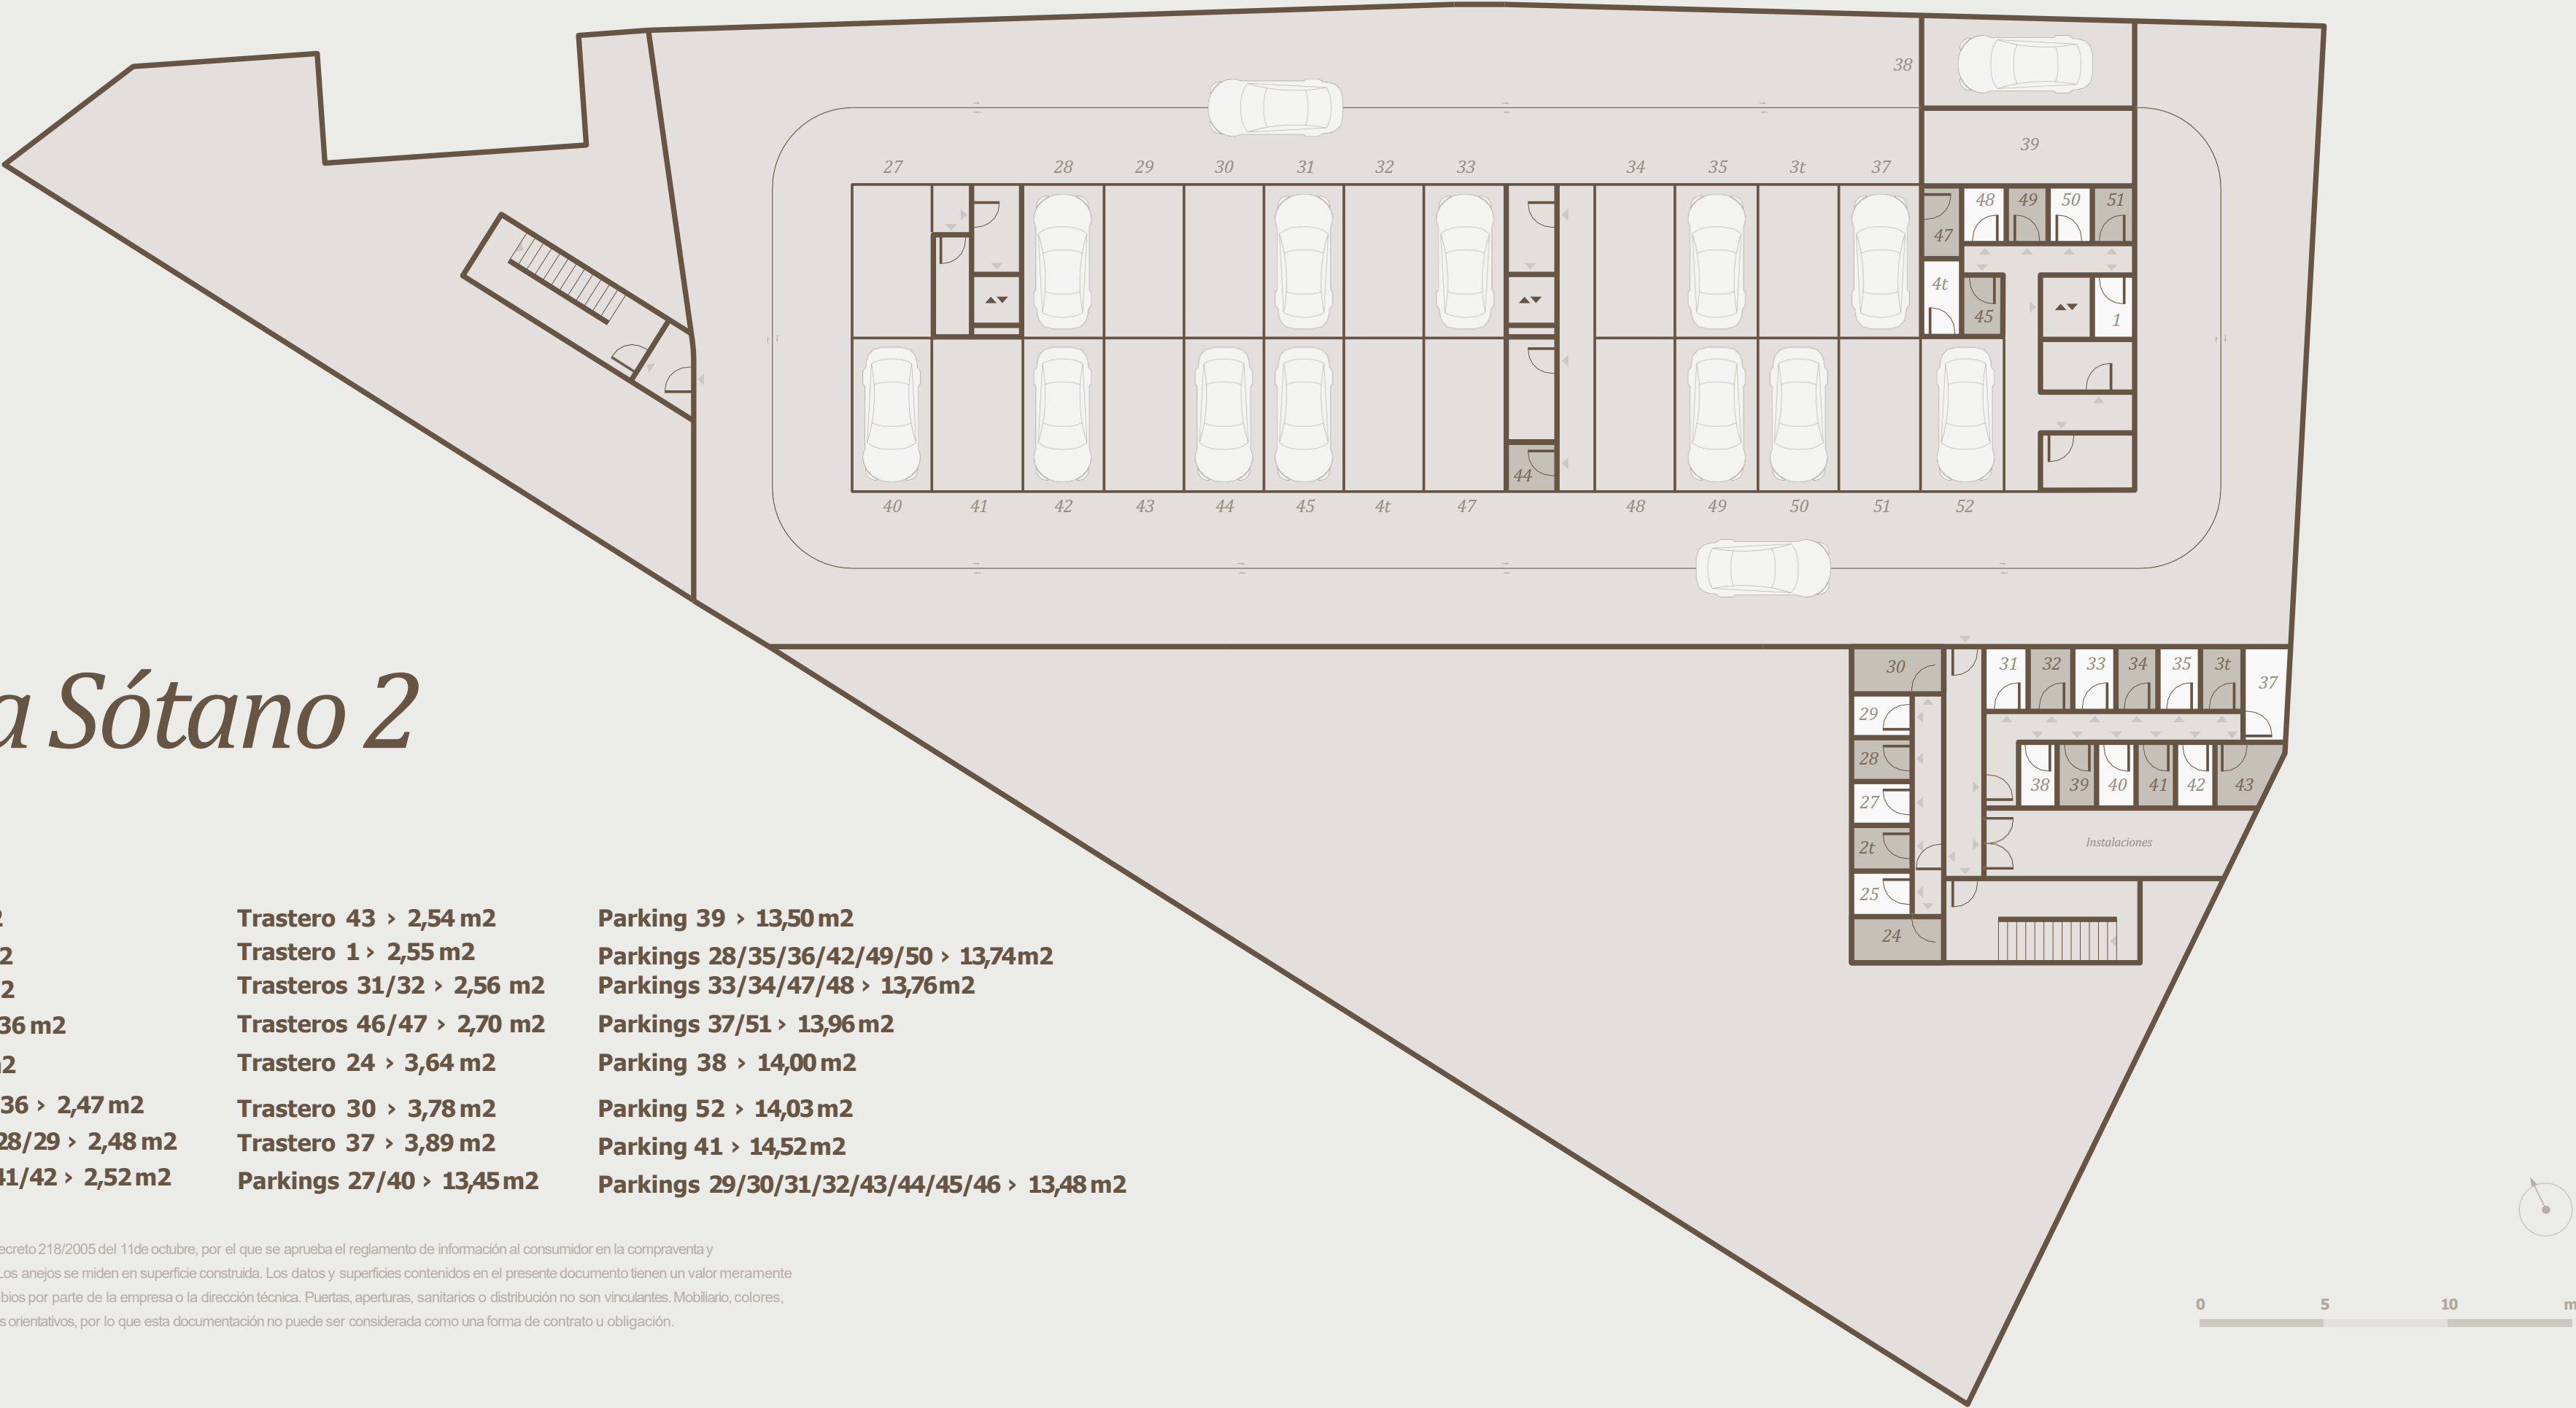 38
39
27 28 29 30 31 32 33 34 35 3t 37
48 49 50 51
47
4t
45
1
44
40 41 42 43 44 45 4t 47 48 49 50 51 52
30
31 32 33 34 35 3t
37
29
28
27
2t
25
24
38 39 40 41 42 43
Instalaciones
a Sótano 2
2
2
2
36 m2
2
36 › 2,47 m2
28/29 › 2,48 m2
41/42 › 2,52 m2
Trastero 43 › 2,54 m2
Trastero 1 › 2,55 m2
Trasteros 31/32 › 2,56 m2
Trasteros 46/47 › 2,70 m2
Trastero 24 › 3,64 m2
Trastero 30 › 3,78 m2
Trastero 37 › 3,89 m2
Parkings 27/40 › 13,45 m2
Parking 39 › 13,50 m2
Parkings 28/35/36/42/49/50 › 13,74 m2
Parkings 33/34/47/48 › 13,76 m2
Parkings 37/51 › 13,96 m2
Parking 38 › 14,00 m2
Parking 52 › 14,03 m2
Parking 41 › 14,52 m2
Parkings 29/30/31/32/43/44/45/46 › 13,48 m2
ecreto 218/2005 del 11de octubre, por el que se aprueba el reglamento de información al consumidor en la compraventa y
Los anejos se miden en superficie construida. Los datos y superficies contenidos en el presente documento tienen un valor meramente
bios por parte de la empresa o la dirección técnica. Puertas, aperturas, sanitarios o distribución no son vinculantes. Mobiliario, colores,
s orientativos, por lo que esta documentación no puede ser considerada como una forma de contrato u obligación.
0 5 10 m